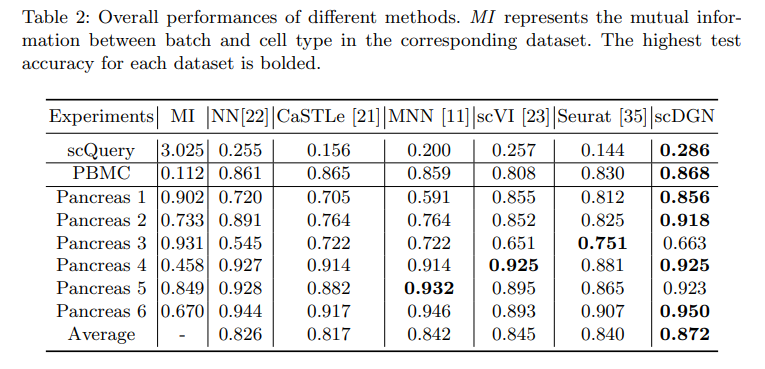 Table 2: Overall performances of different methods. MI represents the mutual infor-
mation between batch and cell type in the corresponding dataset. The highest test
accuracy for each dataset is bolded.
Experiments MI NN[22] CaSTLe [21] MNN [11] scVI [23] Seurat [35] scDGN
scQuery 3.025 0.255 0.156 0.200 0.257 0.144 0.286
PBMC 0.112 0.861 0.865 0.859 0.808 0.830 0.868
Pancreas 1 0.902 0.720 0.705 0.591 0.855 0.812 0.856
Pancreas 2 0.733 0.891 0.764 0.764 0.852 0.825 0.918
Pancreas 3 0.931 0.545 0.722 0.722 0.651 0.751 0.663
Pancreas 4 0.458 0.927 0.914 0.914 0.925 0.881 0.925
Pancreas 5 0.849 0.928 0.882 0.932 0.895 0.865 0.923
Pancreas 6 0.670 0.944 0.917 0.946 0.893 0.907 0.950
Average - 0.826 0.817 0.842 0.845 0.840 0.872